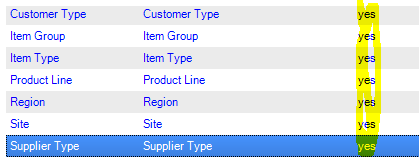 Customer Type Customer Type yes
Item Group Item Group yes
Item Type Item Type yes
Product Line Product Line yes
Region Region yes
Site Site yes
Supplier Type Supplier Type yes